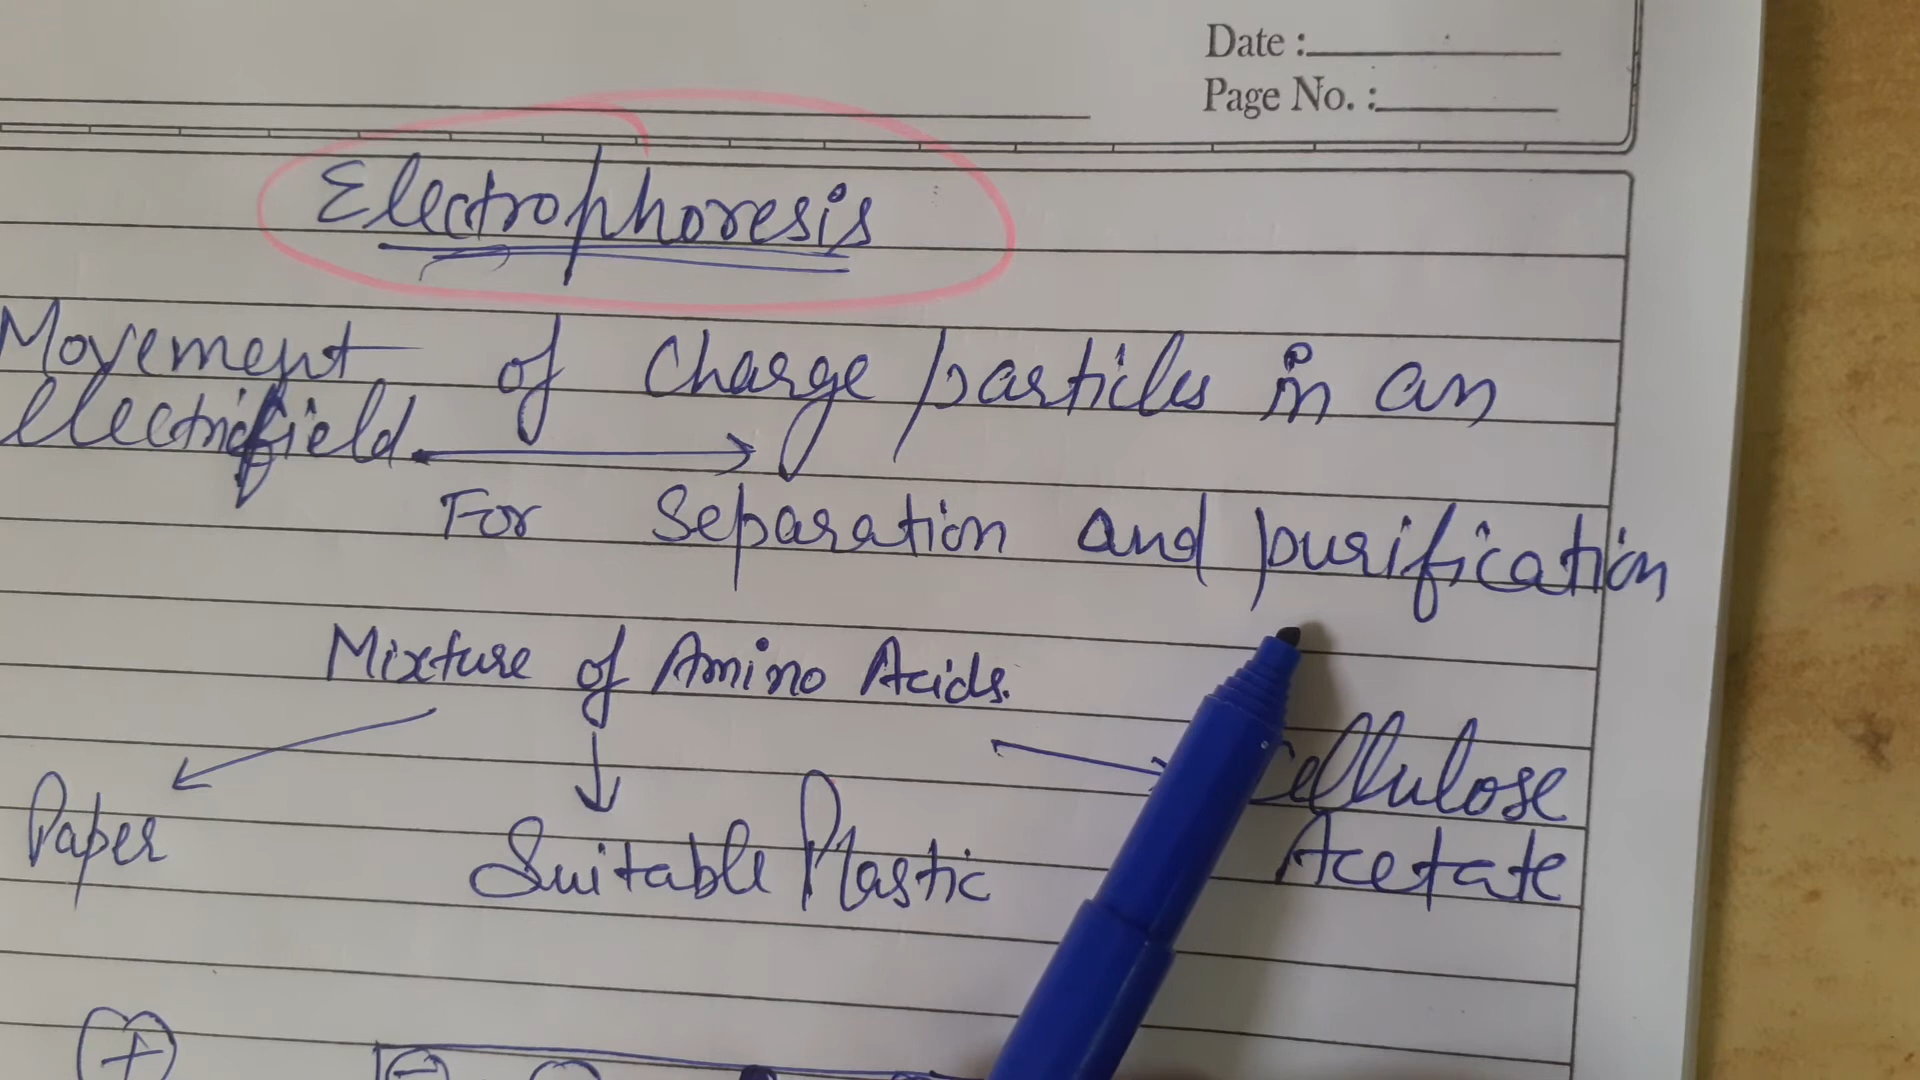 Date :
Page No. :
Electrophoresis
Movement of Charge particles in an
Electricfield.
For Separation and purification
Mixture of Amino Acids.
Paper
Suitable Plastic
Cellulose
Acetate
+